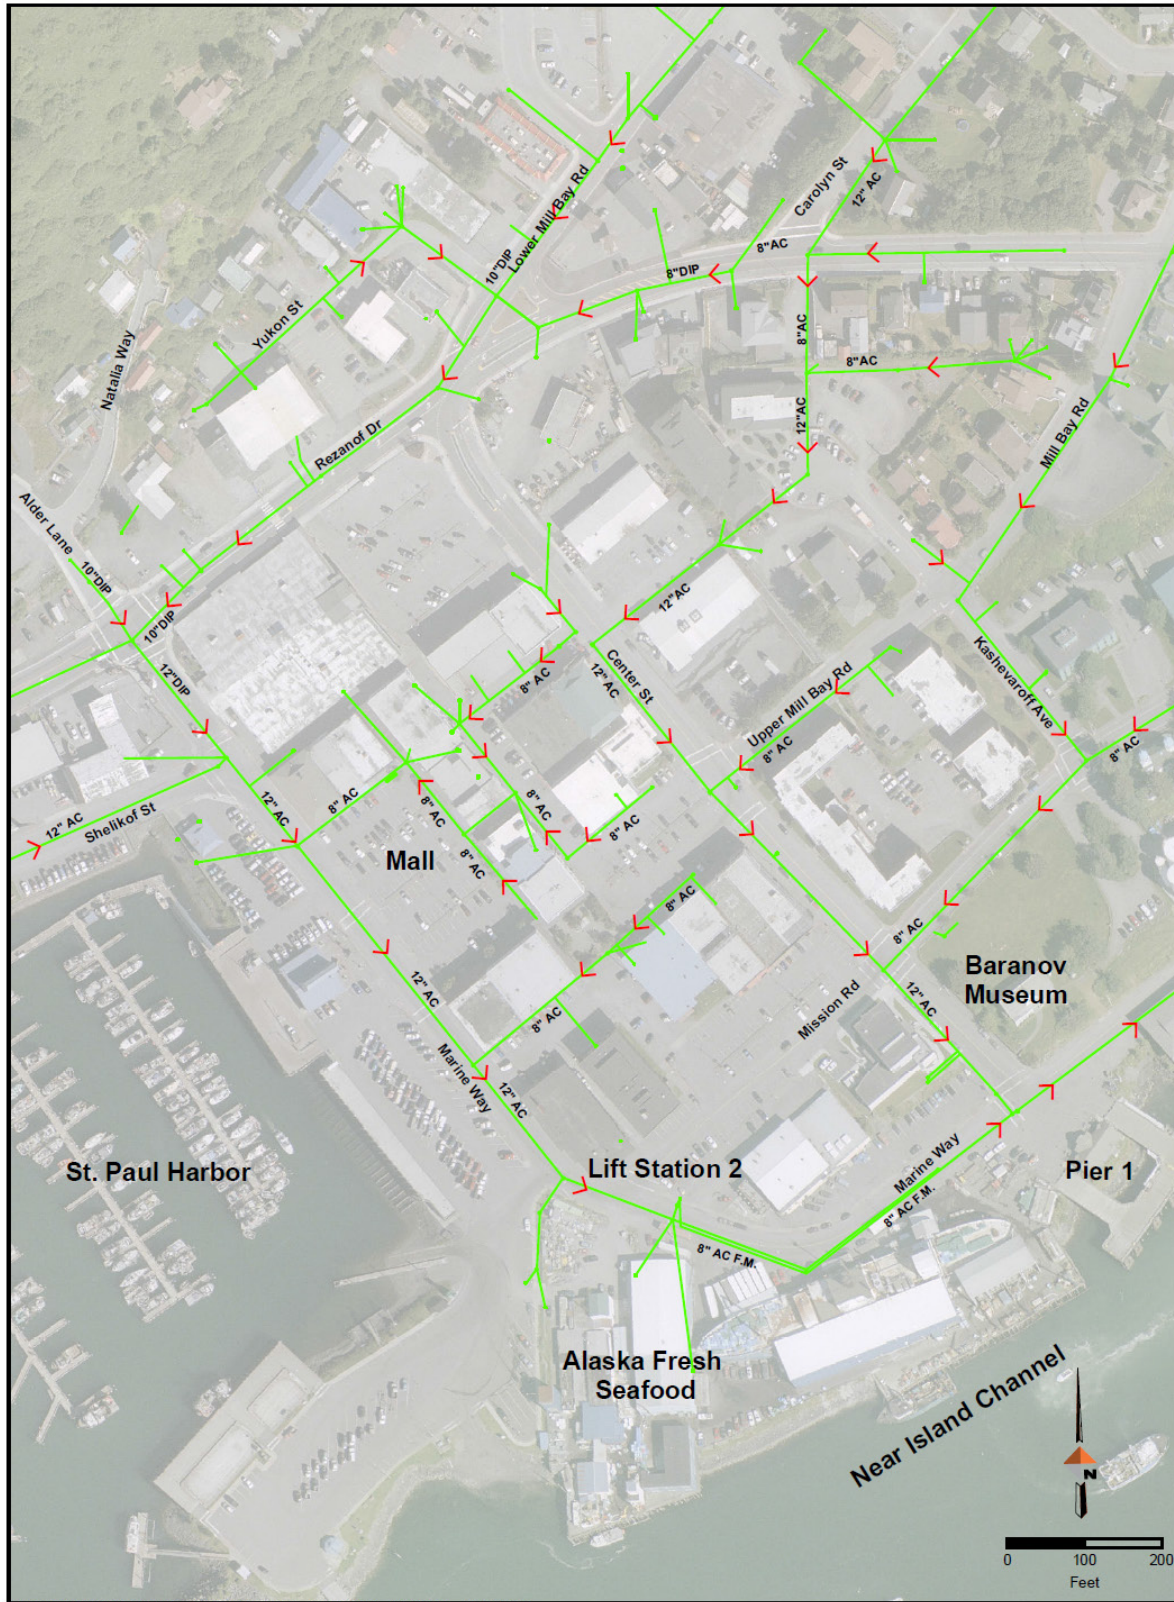 Carolyn St
12" AC
Lower Mill Bay Rd
10"DIP
8"AC
8"DIP
Yukon St
Natalia Way
8"AC
8"AC
12"AC
Mill Bay Rd
Rezanof Dr
Alder Lane
10"DIP
10"DIP
12"AC
12"DIP
Center St
12" AC
8" AC
Kashevaroff Ave
Upper Mill Bay Rd
8" AC
8" AC
12" AC
Shelikof St
12" AC
8" AC
8" AC
8" AC
8" AC
8" AC
Mall
8" AC
8" AC
Baranov
Museum
12" AC
12" AC
8" AC
Mission Rd
Marine Way
12" AC
St. Paul Harbor
Lift Station 2
Marine Way
8" AC F.M.
Pier 1
8" AC F.M.
Alaska Fresh
Seafood
Near Island Channel
N
0 100 200
Feet